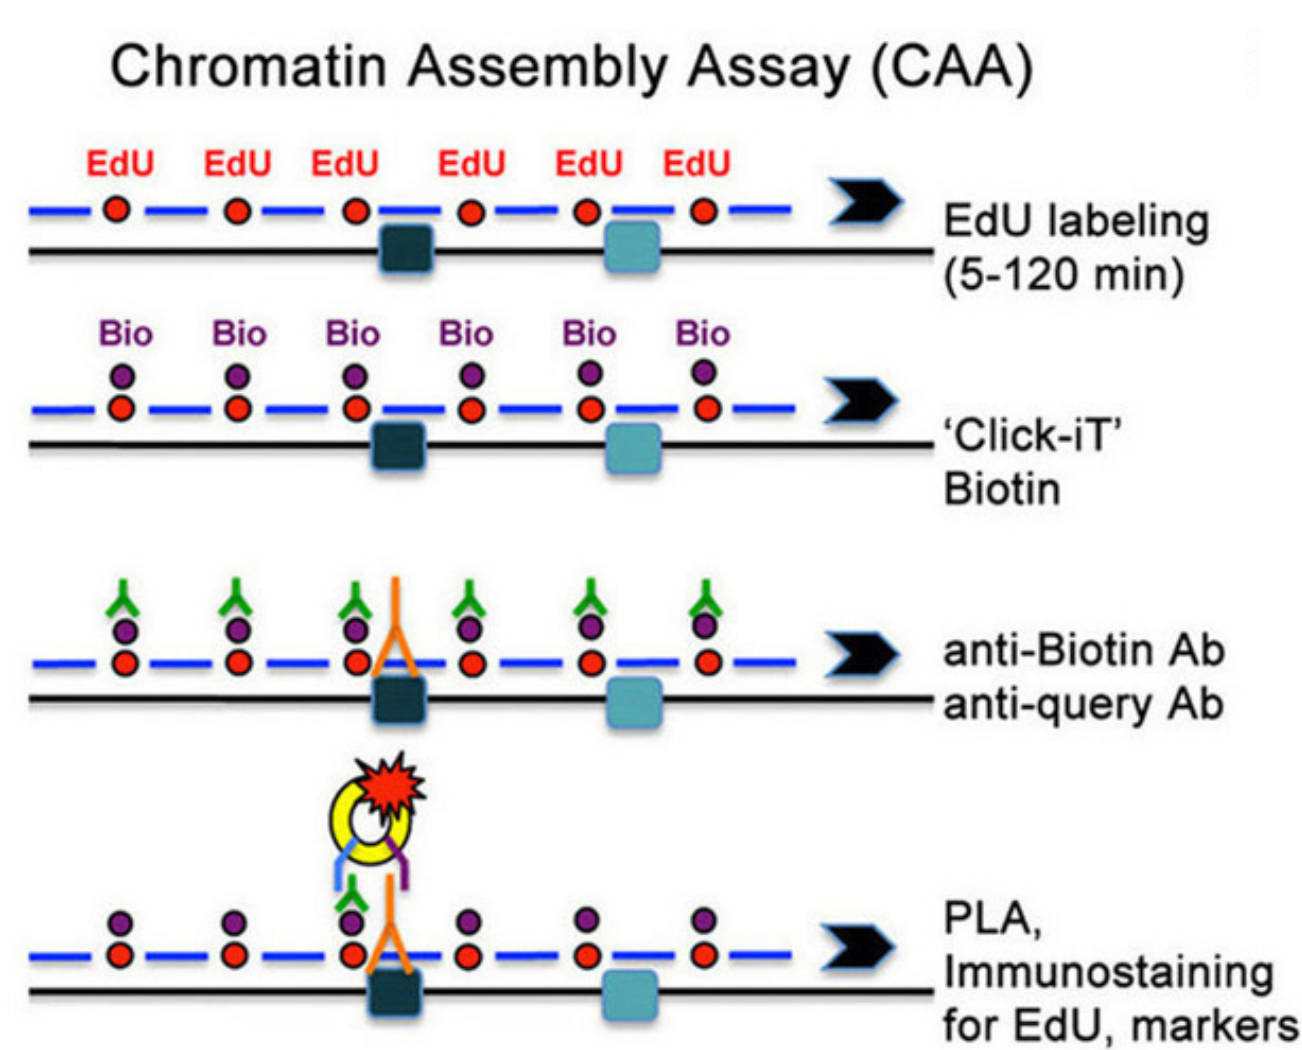 Chromatin Assembly Assay (CAA)
EdU EdU EdU EdU EdU EdU
EdU labeling
(5-120 min)
Bio Bio Bio Bio Bio Bio
‘Click-iT’
Biotin
anti-Biotin Ab
anti-query Ab
PLA,
Immunostaining
for EdU, markers